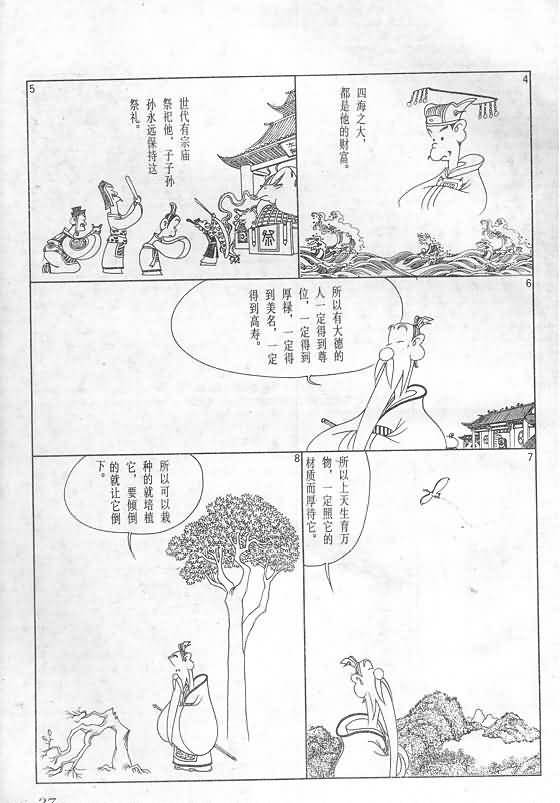 4
四海之大，
都是他的财富。
5
世代有宗庙
祭祀他，子子孙
孙永远保持这
祭礼。
6
所以有大德的
人一定得到尊
位，一定得到
厚禄，一定得
到美名，一定
得到高寿。
7
所以上天生育万
物，一定照它的
材质而厚待它。
8
所以可以栽
种的就培植
它，要倾倒
的就让它倒
下。
27